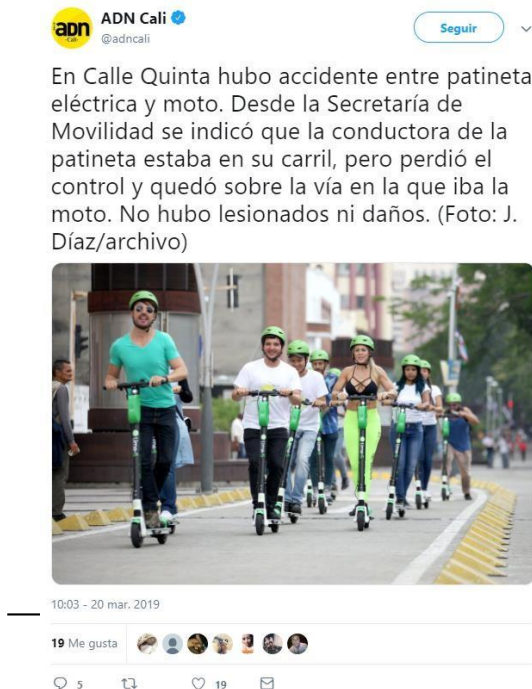 adn
Cali
ADN Cali
@adncali
Seguir
En Calle Quinta hubo accidente entre patineta
eléctrica y moto. Desde la Secretaría de
Movilidad se indicó que la conductora de la
patineta estaba en su carril, pero perdió el
control y quedó sobre la vía en la que iba la
moto. No hubo lesionados ni daños. (Foto: J.
Díaz/archivo)
10:03 - 20 mar. 2019
19 Me gusta
5 19